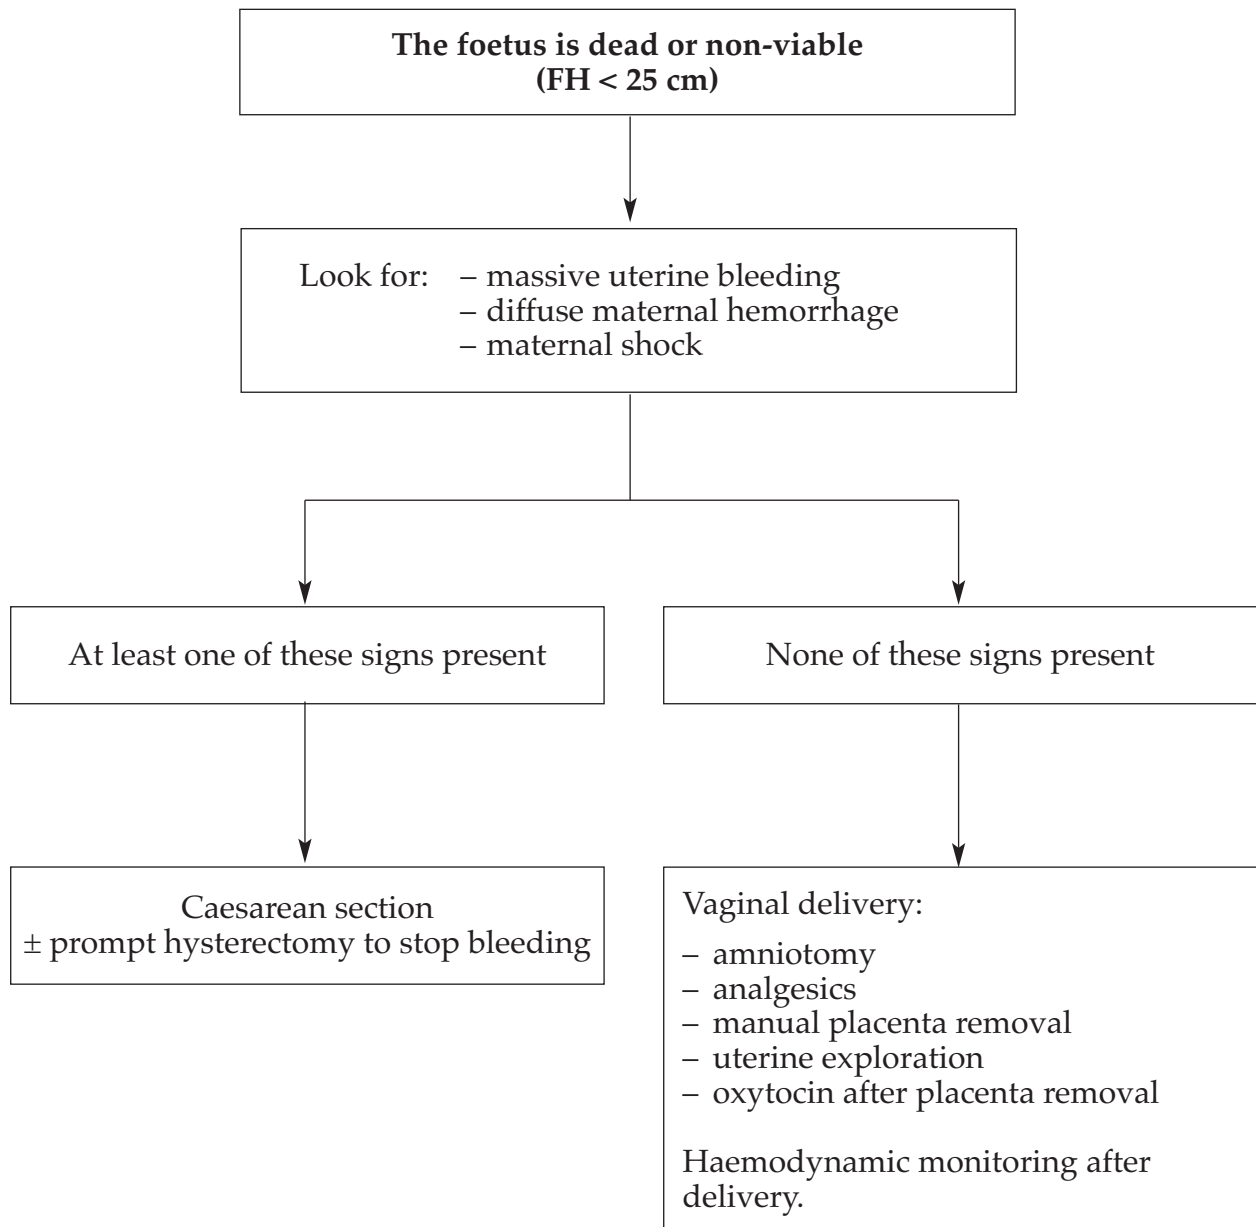 The foetus is dead or non-viable
(FH < 25 cm)
Look for: – massive uterine bleeding
– diffuse maternal hemorrhage
– maternal shock
At least one of these signs present
None of these signs present
Caesarean section
± prompt hysterectomy to stop bleeding
Vaginal delivery:
– amniotomy
– analgesics
– manual placenta removal
– uterine exploration
– oxytocin after placenta removal
Haemodynamic monitoring after
delivery.